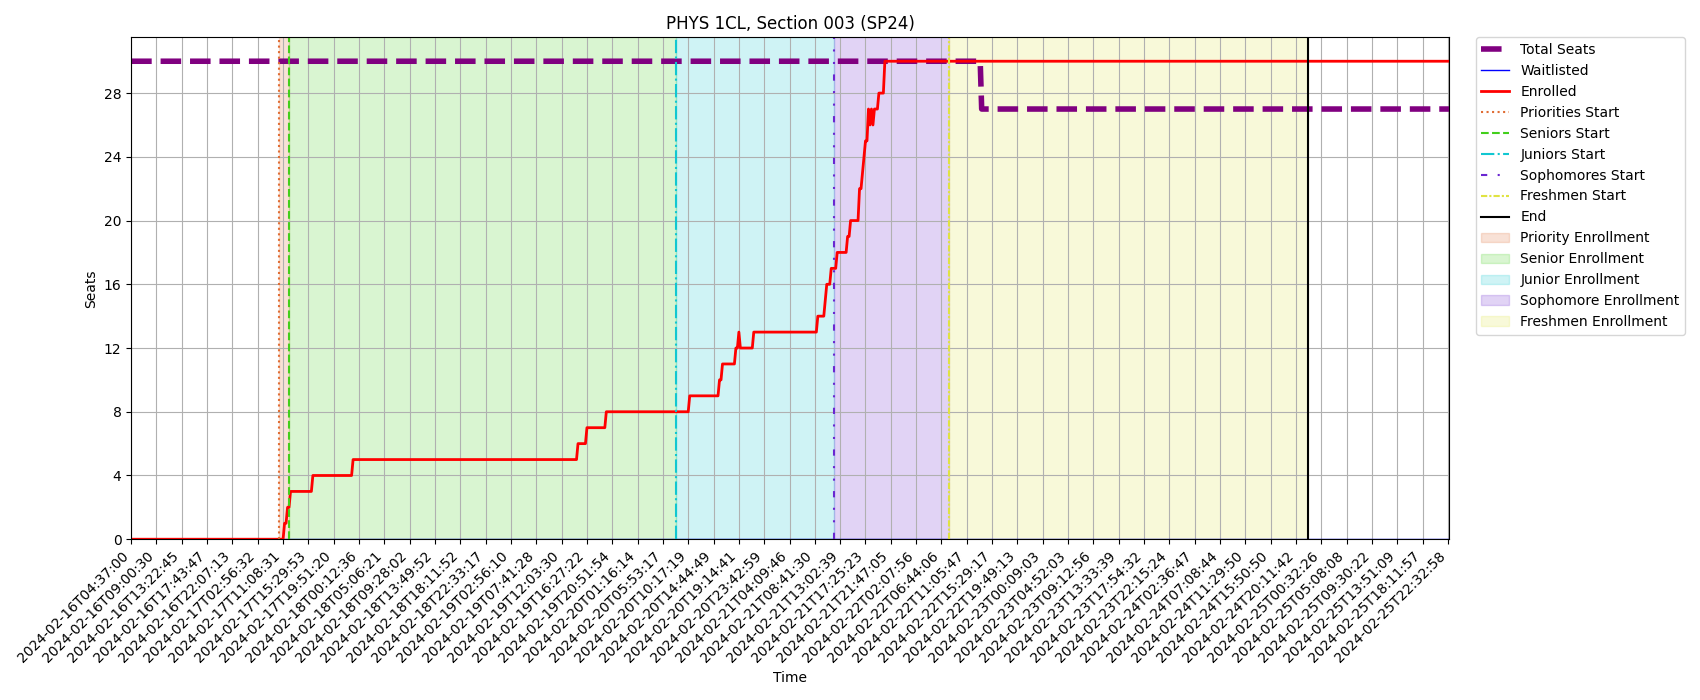 PHYS 1CL, Section 003 (SP24)
Seats
28
24
20
16
12
8
4
0
2024-02-16T04:37:00
2024-02-16T09:00:30
2024-02-16T13:22:45
2024-02-16T17:43:47
2024-02-16T22:07:13
2024-02-17T02:56:32
2024-02-17T11:08:31
2024-02-17T15:29:53
2024-02-17T19:51:20
2024-02-18T00:12:36
2024-02-18T05:06:21
2024-02-18T09:28:02
2024-02-18T13:49:52
2024-02-18T18:11:52
2024-02-18T22:33:17
2024-02-19T02:56:10
2024-02-19T07:41:28
2024-02-19T12:03:30
2024-02-19T16:27:22
2024-02-19T20:51:54
2024-02-20T01:16:14
2024-02-20T05:53:17
2024-02-20T10:17:19
2024-02-20T14:44:49
2024-02-20T19:14:41
2024-02-20T23:42:59
2024-02-21T04:09:46
2024-02-21T08:41:30
2024-02-21T13:02:39
2024-02-21T17:25:23
2024-02-21T21:47:05
2024-02-22T02:07:56
2024-02-22T06:44:06
2024-02-22T11:05:47
2024-02-22T15:29:17
2024-02-22T19:49:13
2024-02-23T00:09:03
2024-02-23T04:52:03
2024-02-23T09:12:56
2024-02-23T13:33:39
2024-02-23T17:54:32
2024-02-23T22:15:24
2024-02-24T02:36:47
2024-02-24T07:08:44
2024-02-24T11:29:50
2024-02-24T15:50:50
2024-02-24T20:11:42
2024-02-25T00:32:26
2024-02-25T05:08:08
2024-02-25T09:30:22
2024-02-25T13:51:09
2024-02-25T18:11:57
2024-02-25T22:32:58
Time
Total Seats
Waitlisted
Enrolled
Priorities Start
Seniors Start
Juniors Start
Sophomores Start
Freshmen Start
End
Priority Enrollment
Senior Enrollment
Junior Enrollment
Sophomore Enrollment
Freshmen Enrollment